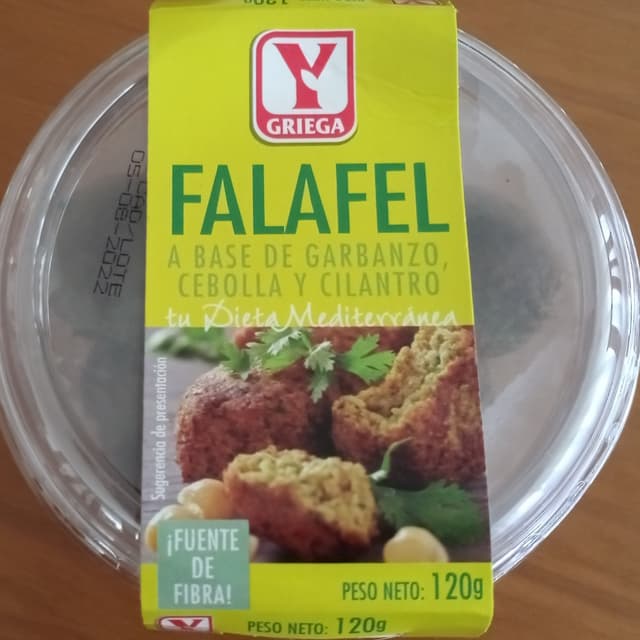 Y
GRIEGA
FALAFEL
A BASE DE GARBANZO,
CEBOLLA Y CILANTRO
tu Dieta Mediterránea
CAD/LOTE
05-08-2022
Sugerencia de presentación
¡FUENTE
DE
FIBRA!
PESO NETO: 120g
Y
PESO NETO: 120g